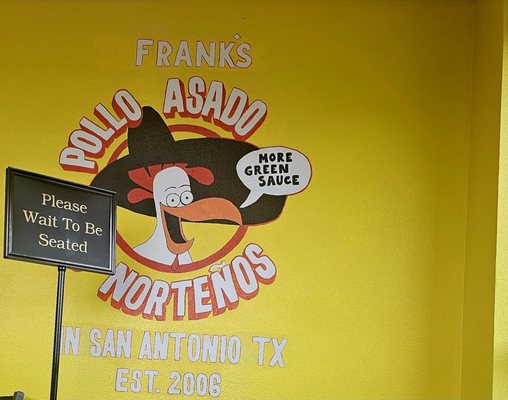 FRANK'S
POLLO ASADO
MORE
GREEN
SAUCE
Please
Wait To Be
Seated
NORTEÑOS
IN SAN ANTONIO TX
EST. 2006